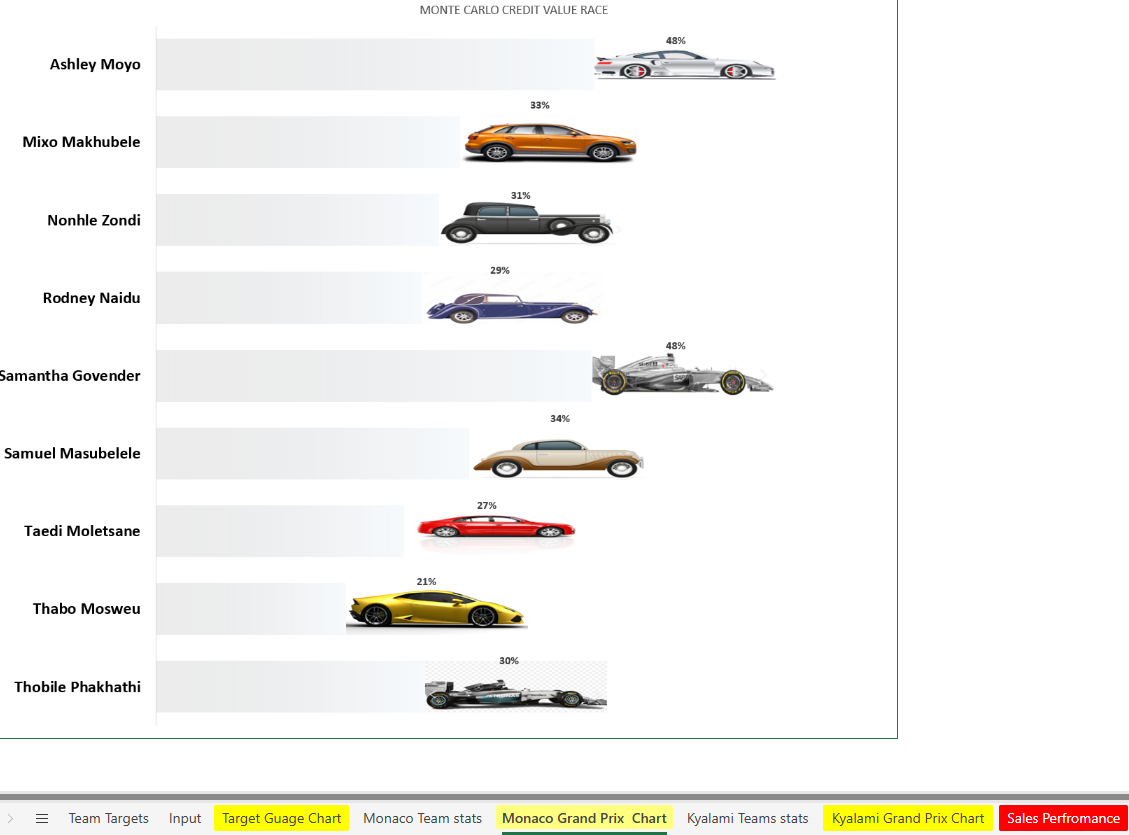 MONTE CARLO CREDIT VALUE RACE
Ashley Moyo 48%
Mixo Makhubele 33%
Nonhle Zondi 31%
Rodney Naidu 29%
Samantha Govender 48%
Samuel Masubelele 34%
Taedi Moletsane 27%
Thabo Mosweu 21%
Thobile Phakhathi 30%
Team Targets Input Target Guage Chart Monaco Team stats Monaco Grand Prix Chart Kyalami Teams stats Kyalami Grand Prix Chart Sales Perfromance